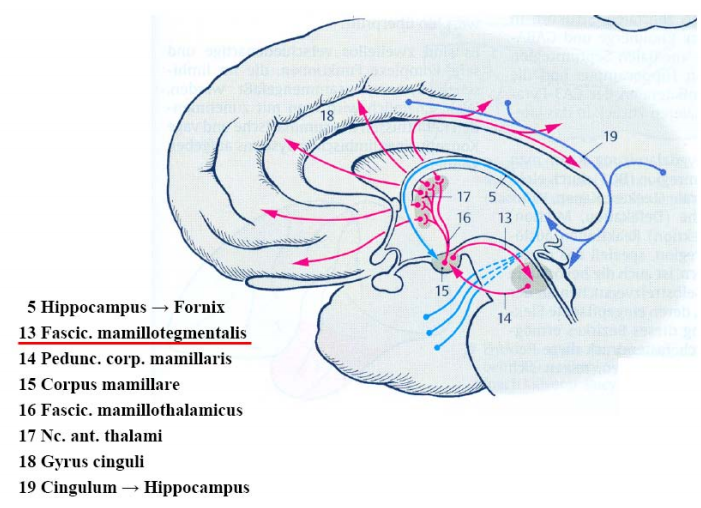 18
19
17
5
16
13
15
14
5 Hippocampus → Fornix
13 Fascic. mamillotegmentalis
14 Pedunc. corp. mamillaris
15 Corpus mamillare
16 Fascic. mamillothalamicus
17 Nc. ant. thalami
18 Gyrus cinguli
19 Cingulum → Hippocampus